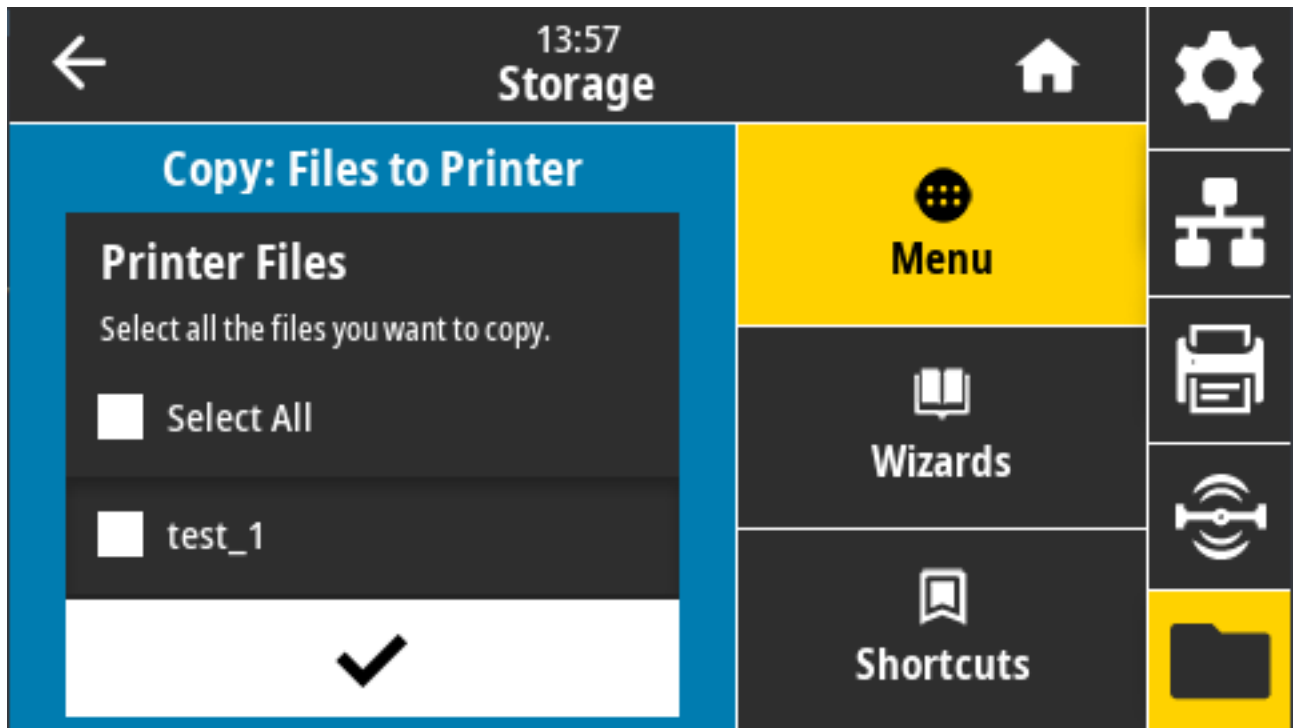 13:57
Storage
Copy: Files to Printer
Printer Files
Select all the files you want to copy.
Select All
test_1
Menu
Wizards
Shortcuts